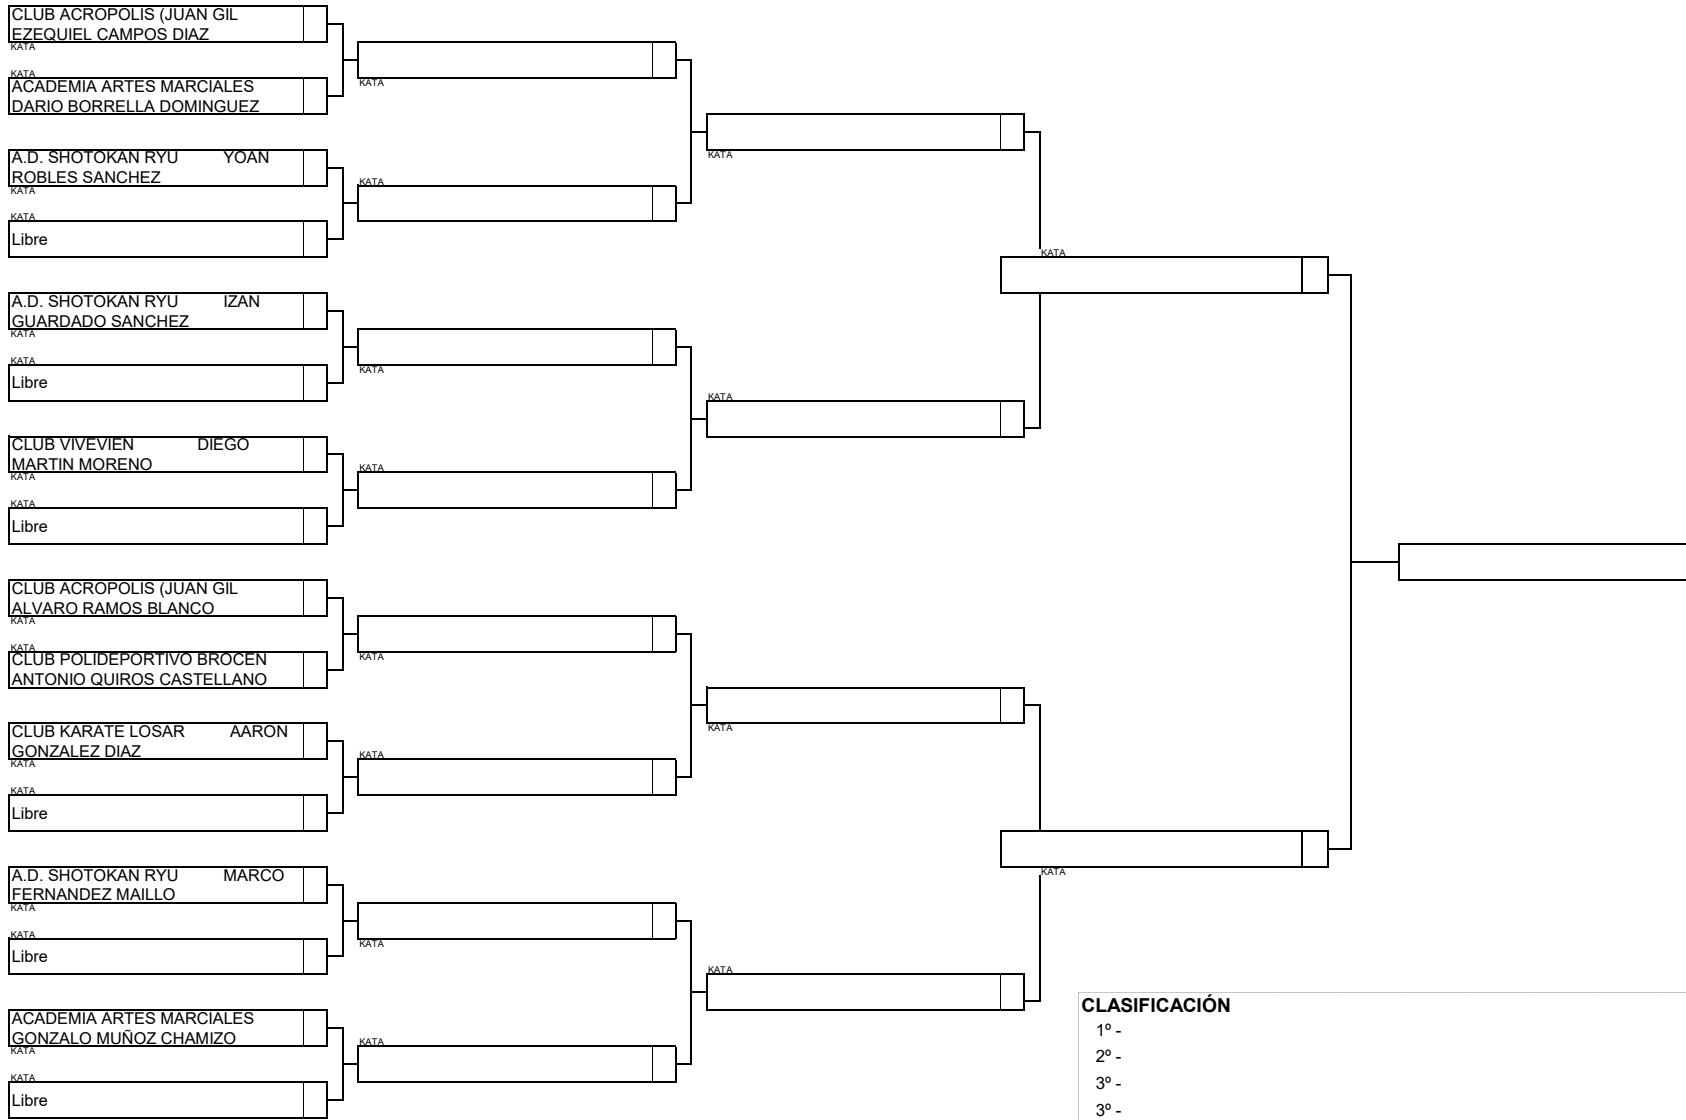 CLUB ACROPOLIS (JUAN GIL
EZEQUIEL CAMPOS DIAZ
KATA
KATA
ACADEMIA ARTES MARCIALES
DARIO BORRELLA DOMINGUEZ
A.D. SHOTOKAN RYU YOAN
ROBLES SANCHEZ
KATA
KATA
Libre
A.D. SHOTOKAN RYU IZAN
GUARDADO SANCHEZ
KATA
KATA
Libre
CLUB VIVEVIEN DIEGO
MARTIN MORENO
KATA
KATA
Libre
CLUB ACROPOLIS (JUAN GIL
ALVARO RAMOS BLANCO
KATA
KATA
CLUB POLIDEPORTIVO BROCEN
ANTONIO QUIROS CASTELLANO
CLUB KARATE LOSAR AARON
GONZALEZ DIAZ
KATA
KATA
Libre
A.D. SHOTOKAN RYU MARCO
FERNANDEZ MAILLO
KATA
KATA
Libre
ACADEMIA ARTES MARCIALES
GONZALO MUÑOZ CHAMIZO
KATA
KATA
Libre
KATA
KATA
KATA
KATA
KATA
KATA
KATA
KATA
KATA
KATA
KATA
KATA
KATA
KATA
CLASIFICACIÓN
1º -
2º -
3º -
3º -